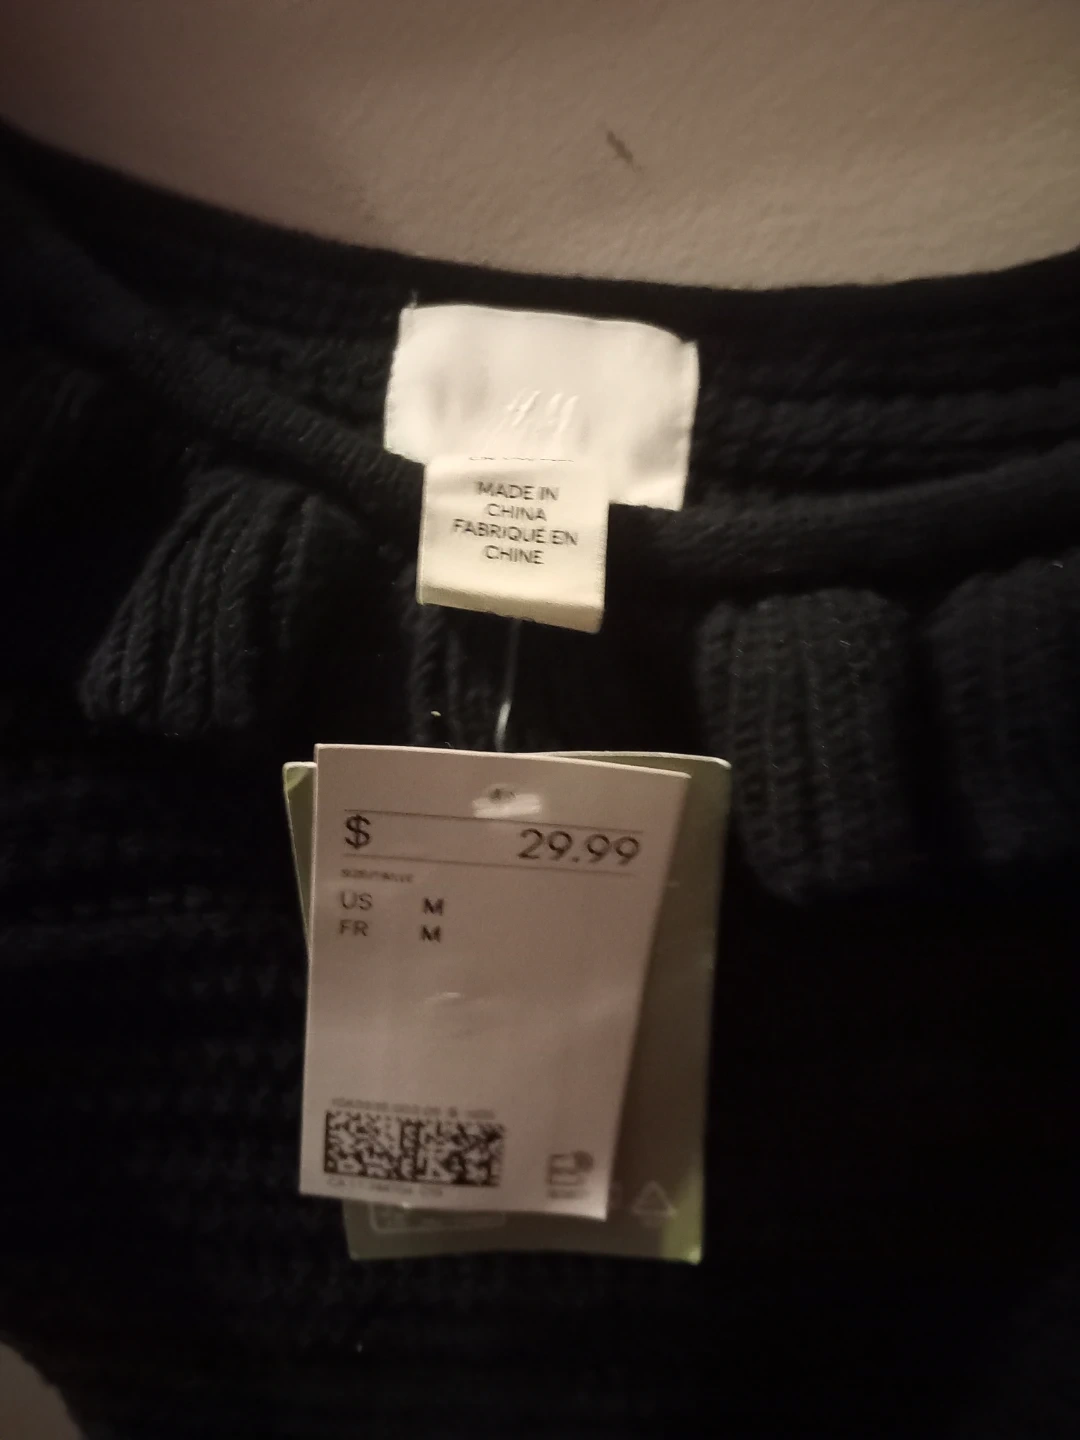 H&M
MADE IN
CHINA
FABRIQUÉ EN
CHINE
$ 29.99
US M
FR M